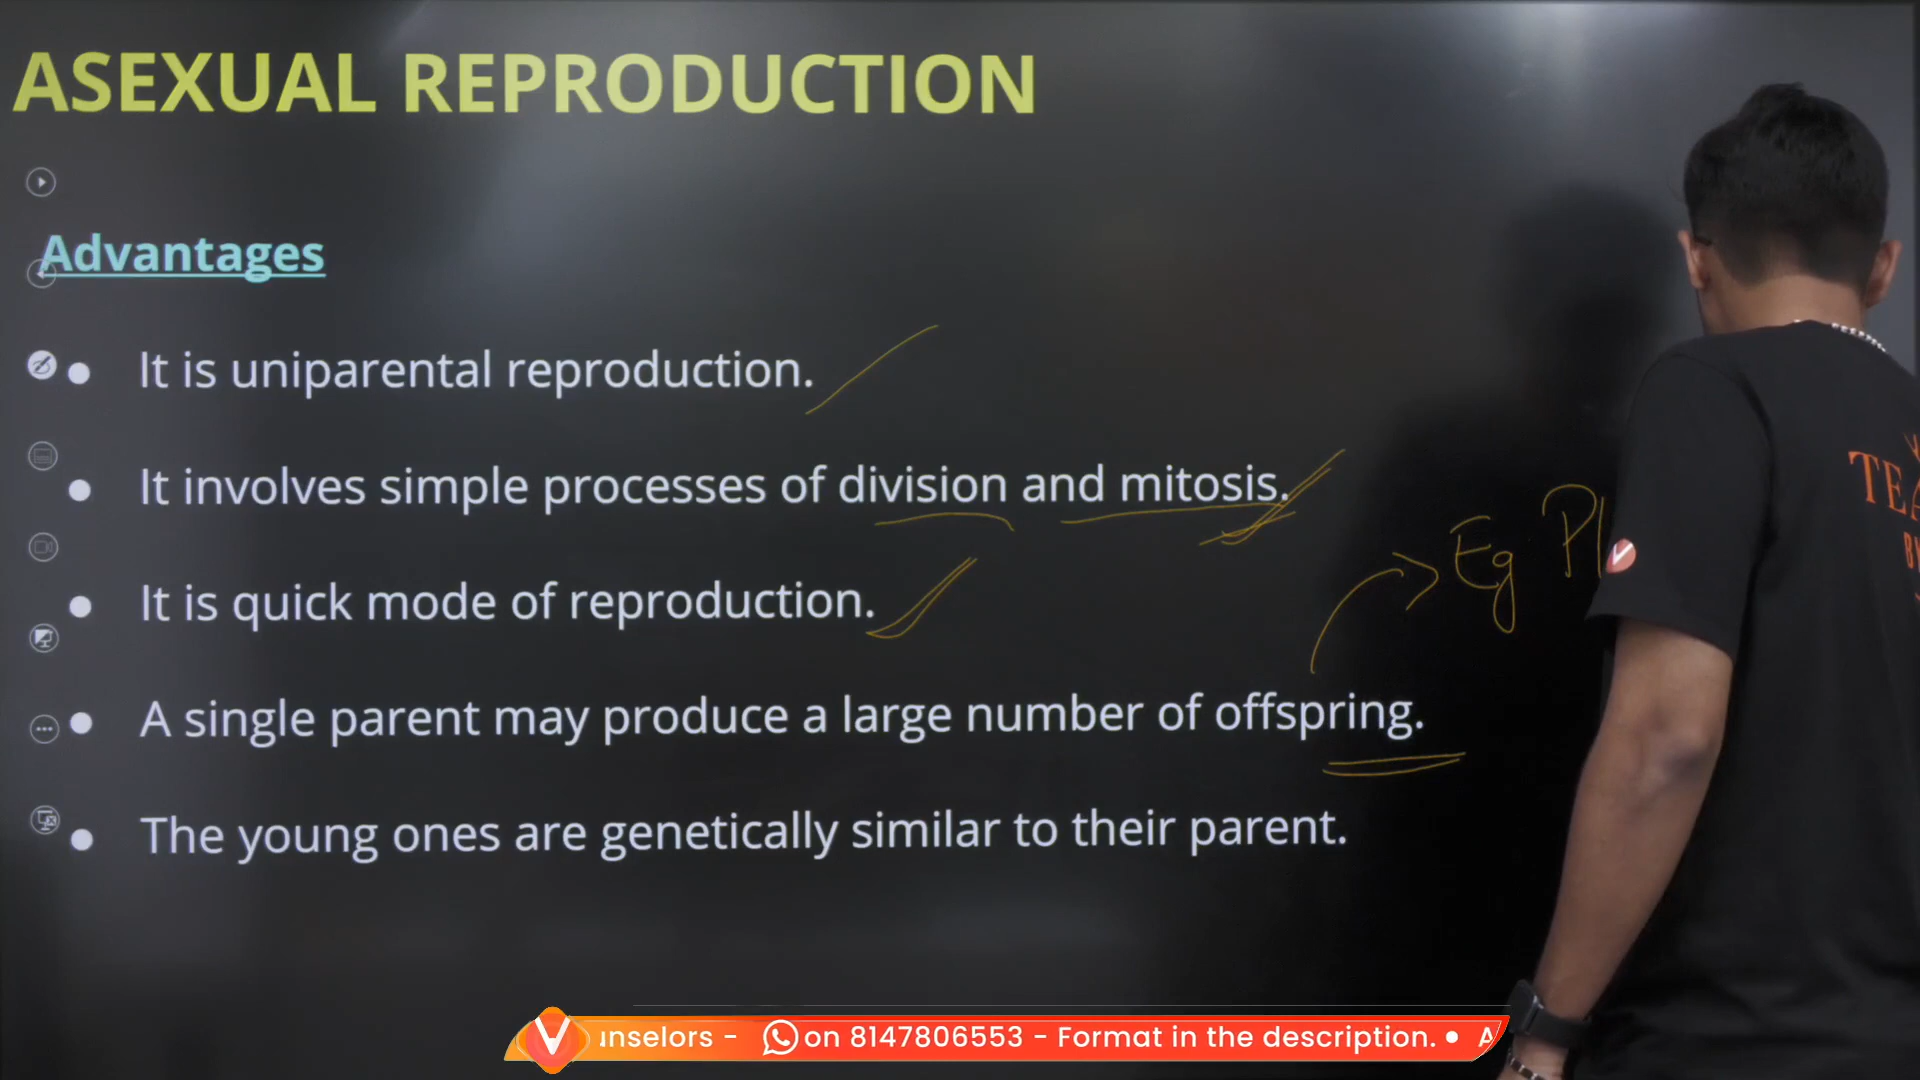 ASEXUAL REPRODUCTION
Advantages
• It is uniparental reproduction.
• It involves simple processes of division and mitosis.
• It is quick mode of reproduction.
Eg Pl
• A single parent may produce a large number of offspring.
• The young ones are genetically similar to their parent.
TEA
unselors - on 8147806553 - Format in the description. • A